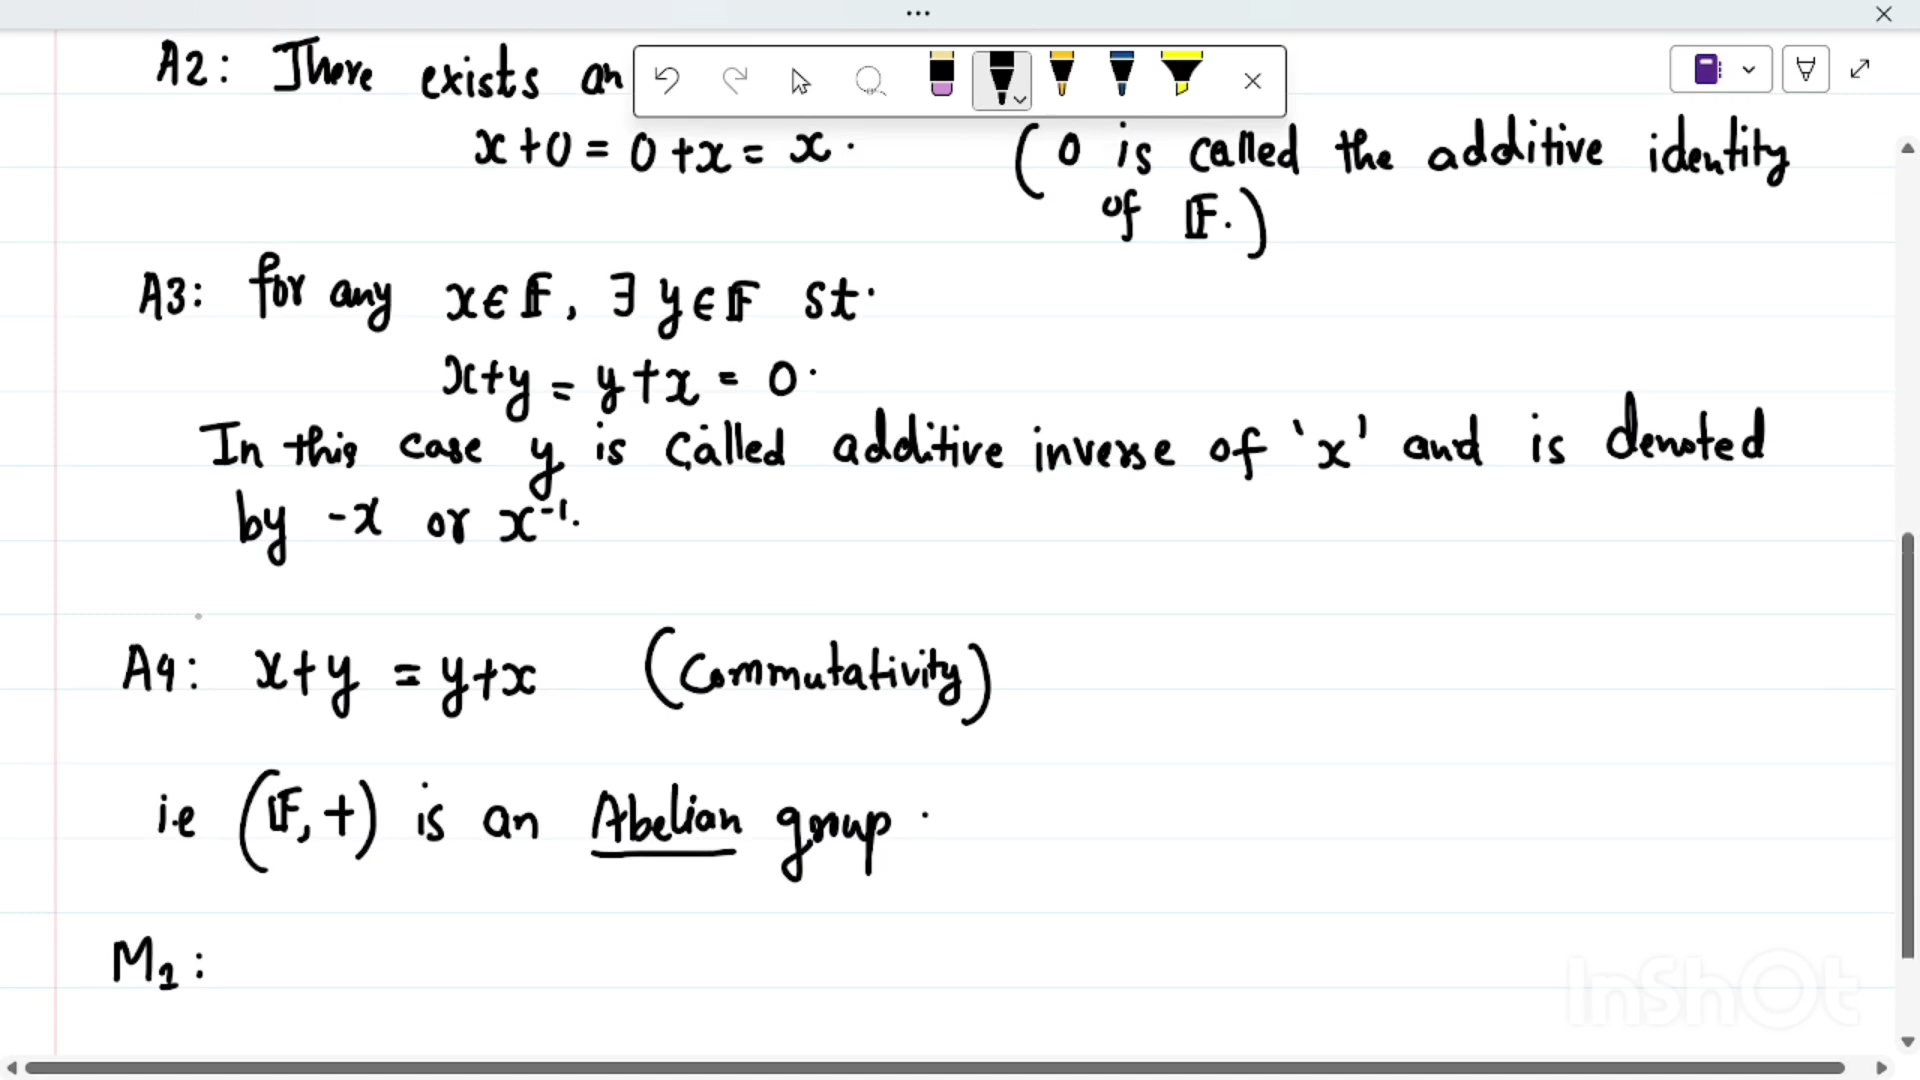 A2: There exists an
x+0 = 0+x = x. (0 is called the additive identity
of 𝔽.)
A3: for any x∈𝔽, ∃ y∈𝔽 st.
x+y = y+x = 0.
In this case y is called additive inverse of 'x' and is denoted
by -x or x⁻¹.
A4: x+y = y+x (Commutativity)
i.e (𝔽, +) is an Abelian group.
M₁:
InShOt